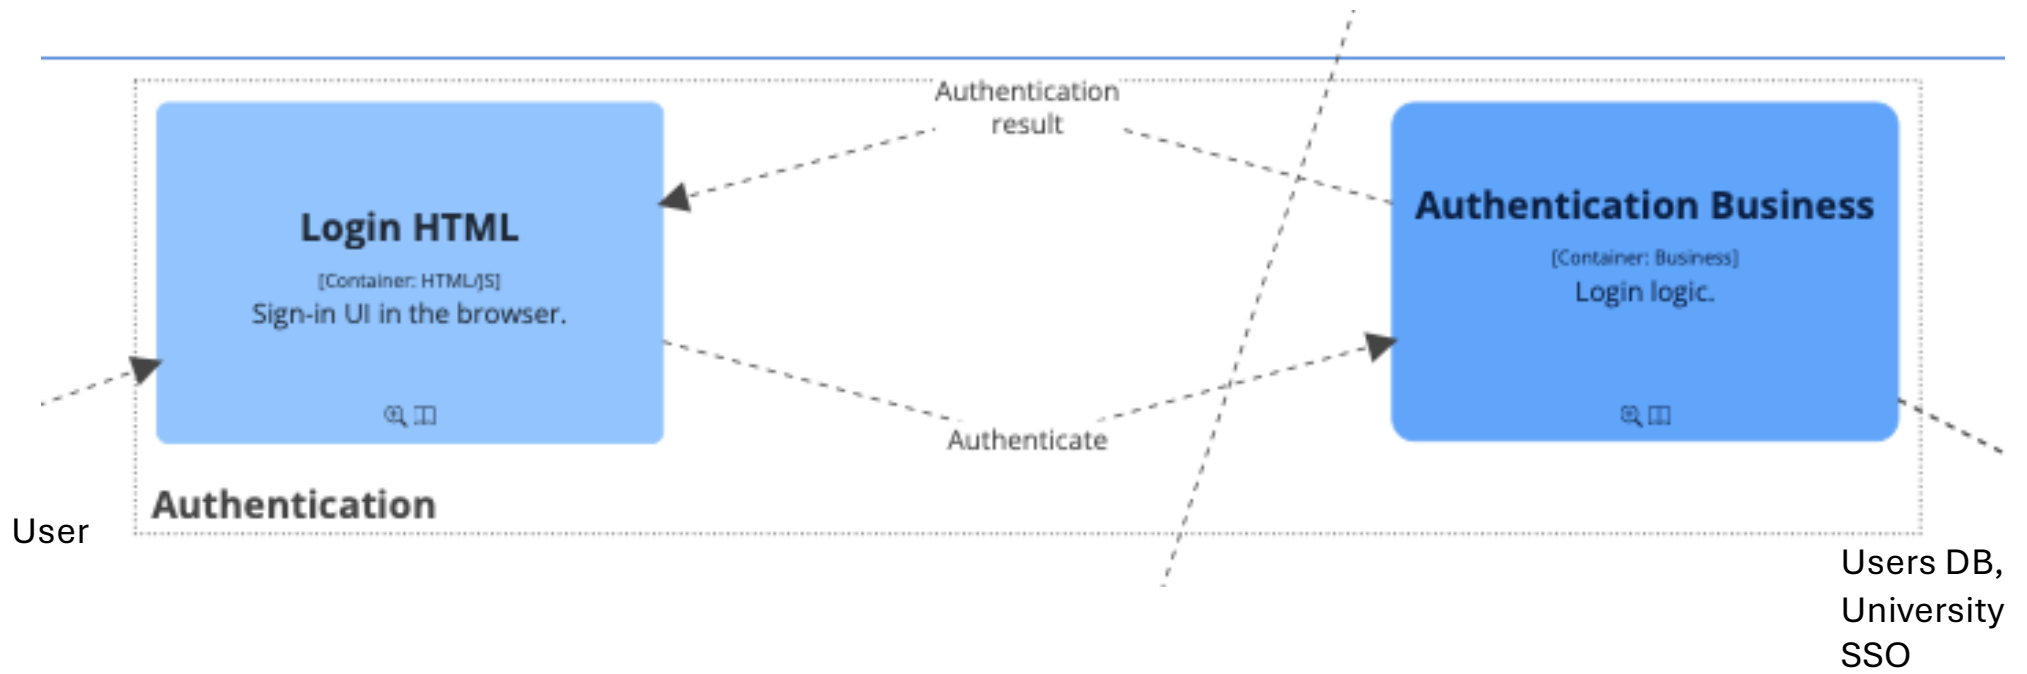 Authentication
result
Login HTML
[Container: HTML/JS]
Sign-in UI in the browser.
Authentication Business
[Container: Business]
Login logic.
Authenticate
Authentication
User
Users DB,
University
SSO